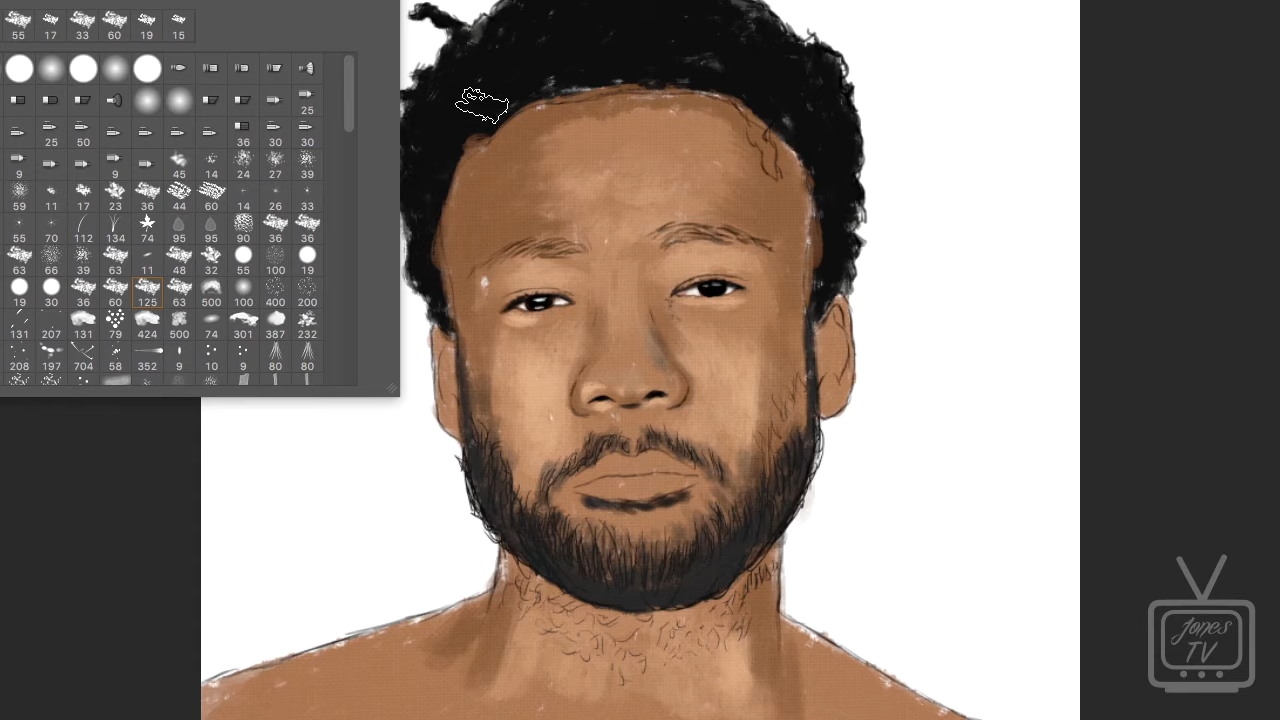 55 17 33 60 19 15
25
25 50 36 30 30
9 9 45 14 24 27 39
59 11 17 23 36 44 60 14 26 33
55 70 112 134 74 95 95 90 36 36
63 66 39 63 11 48 32 55 100 19
19 30 36 60 125 63 500 100 400 200
131 207 131 79 424 500 74 301 387 232
208 197 704 58 352 9 10 9 80 80
Jones
TV